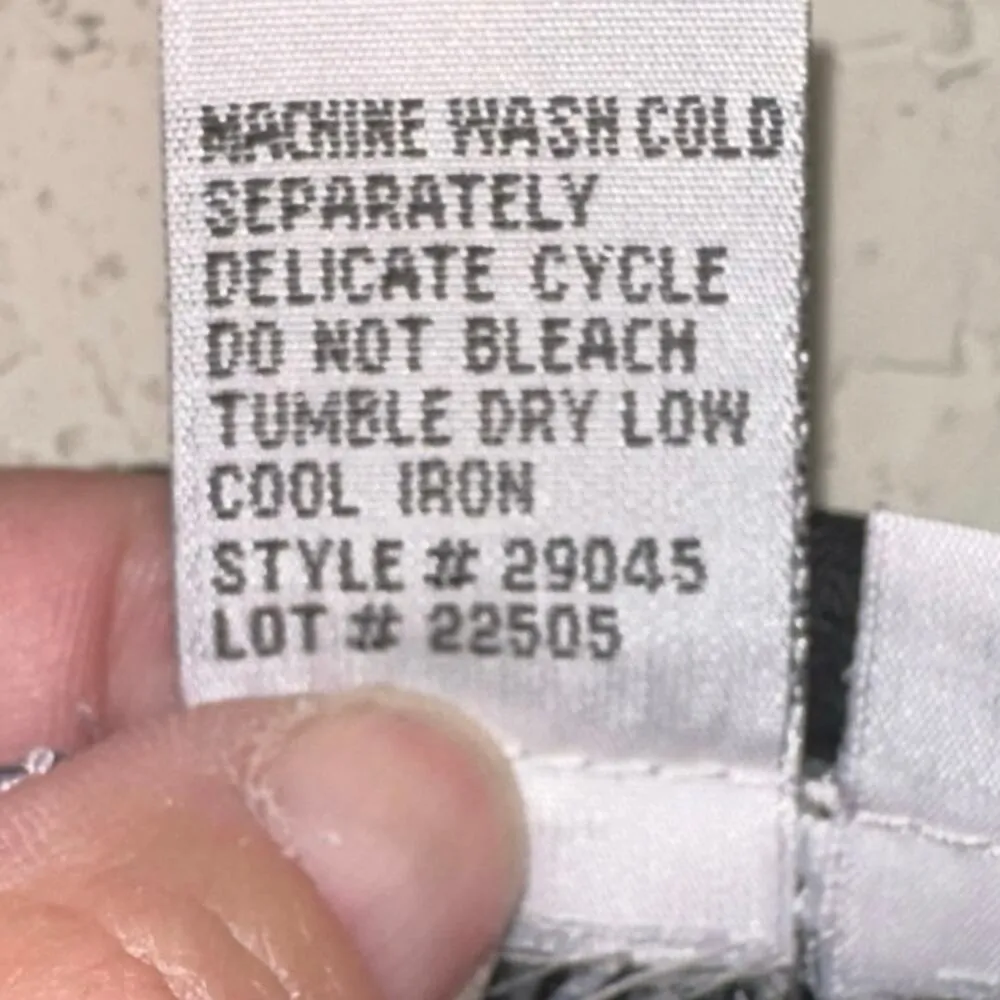 MACHINE WASH COLD
SEPARATELY
DELICATE CYCLE
DO NOT BLEACH
TUMBLE DRY LOW
COOL IRON
STYLE # 29045
LOT # 22505